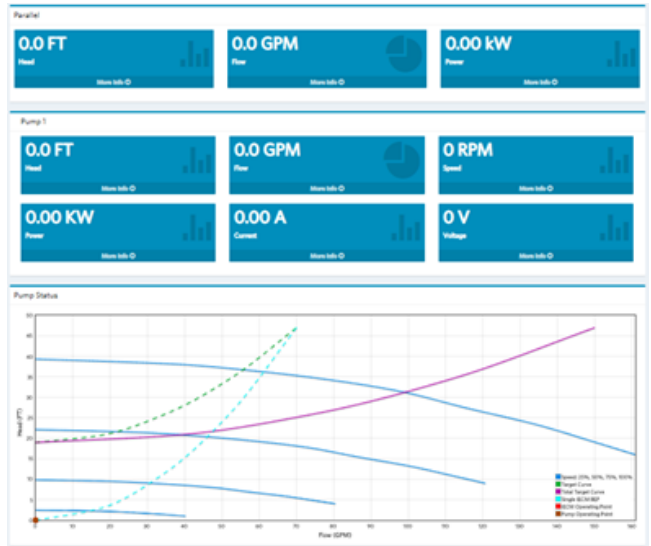 Parallel
0.0 FT
Head
More Info
0.0 GPM
Flow
More Info
0.00 kW
Power
More Info
Pump 1
0.0 FT
Head
More Info
0.0 GPM
Flow
More Info
0 RPM
Speed
More Info
0.00 KW
Power
More Info
0.00 A
Current
More Info
0 V
Voltage
More Info
Pump Status
Head (FT)
50
45
40
35
30
25
20
15
10
5
0
0 10 20 30 40 50 60 70 80 90 100 110 120 130 140 150 160
Flow (GPM)
Speed: 25%, 50%, 75%, 100%
Target Curve
Total Target Curve
Single ECM BEP
ECM Operating Point
Pump Operating Point